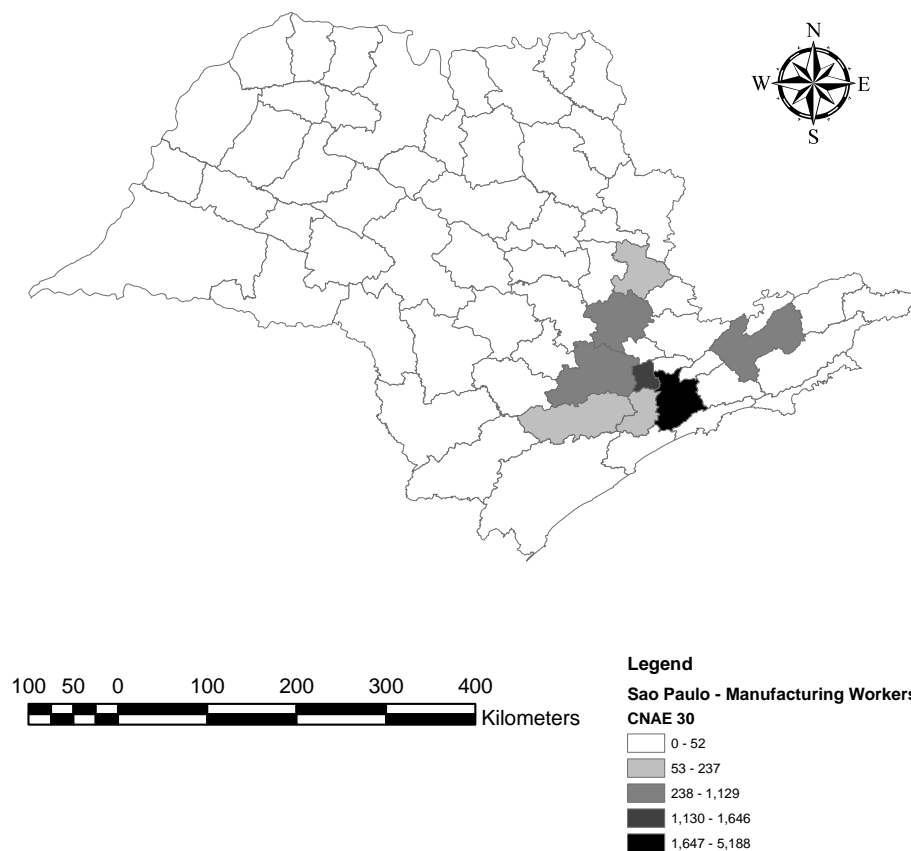 N
W E
S
100 50 0 100 200 300 400
Kilometers
Legend
Sao Paulo - Manufacturing Workers
CNAE 30
0 - 52
53 - 237
238 - 1,129
1,130 - 1,646
1,647 - 5,188